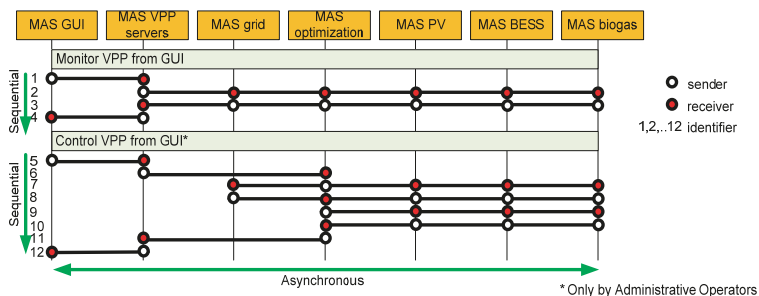 MAS GUI
MAS VPP
servers
MAS grid
MAS
optimization
MAS PV
MAS BESS
MAS biogas
Monitor VPP from GUI
Sequential
1
2
3
4
Control VPP from GUI*
Sequential
5
6
7
8
9
10
11
12
Asynchronous
sender
receiver
1,2,..12 identifier
* Only by Administrative Operators